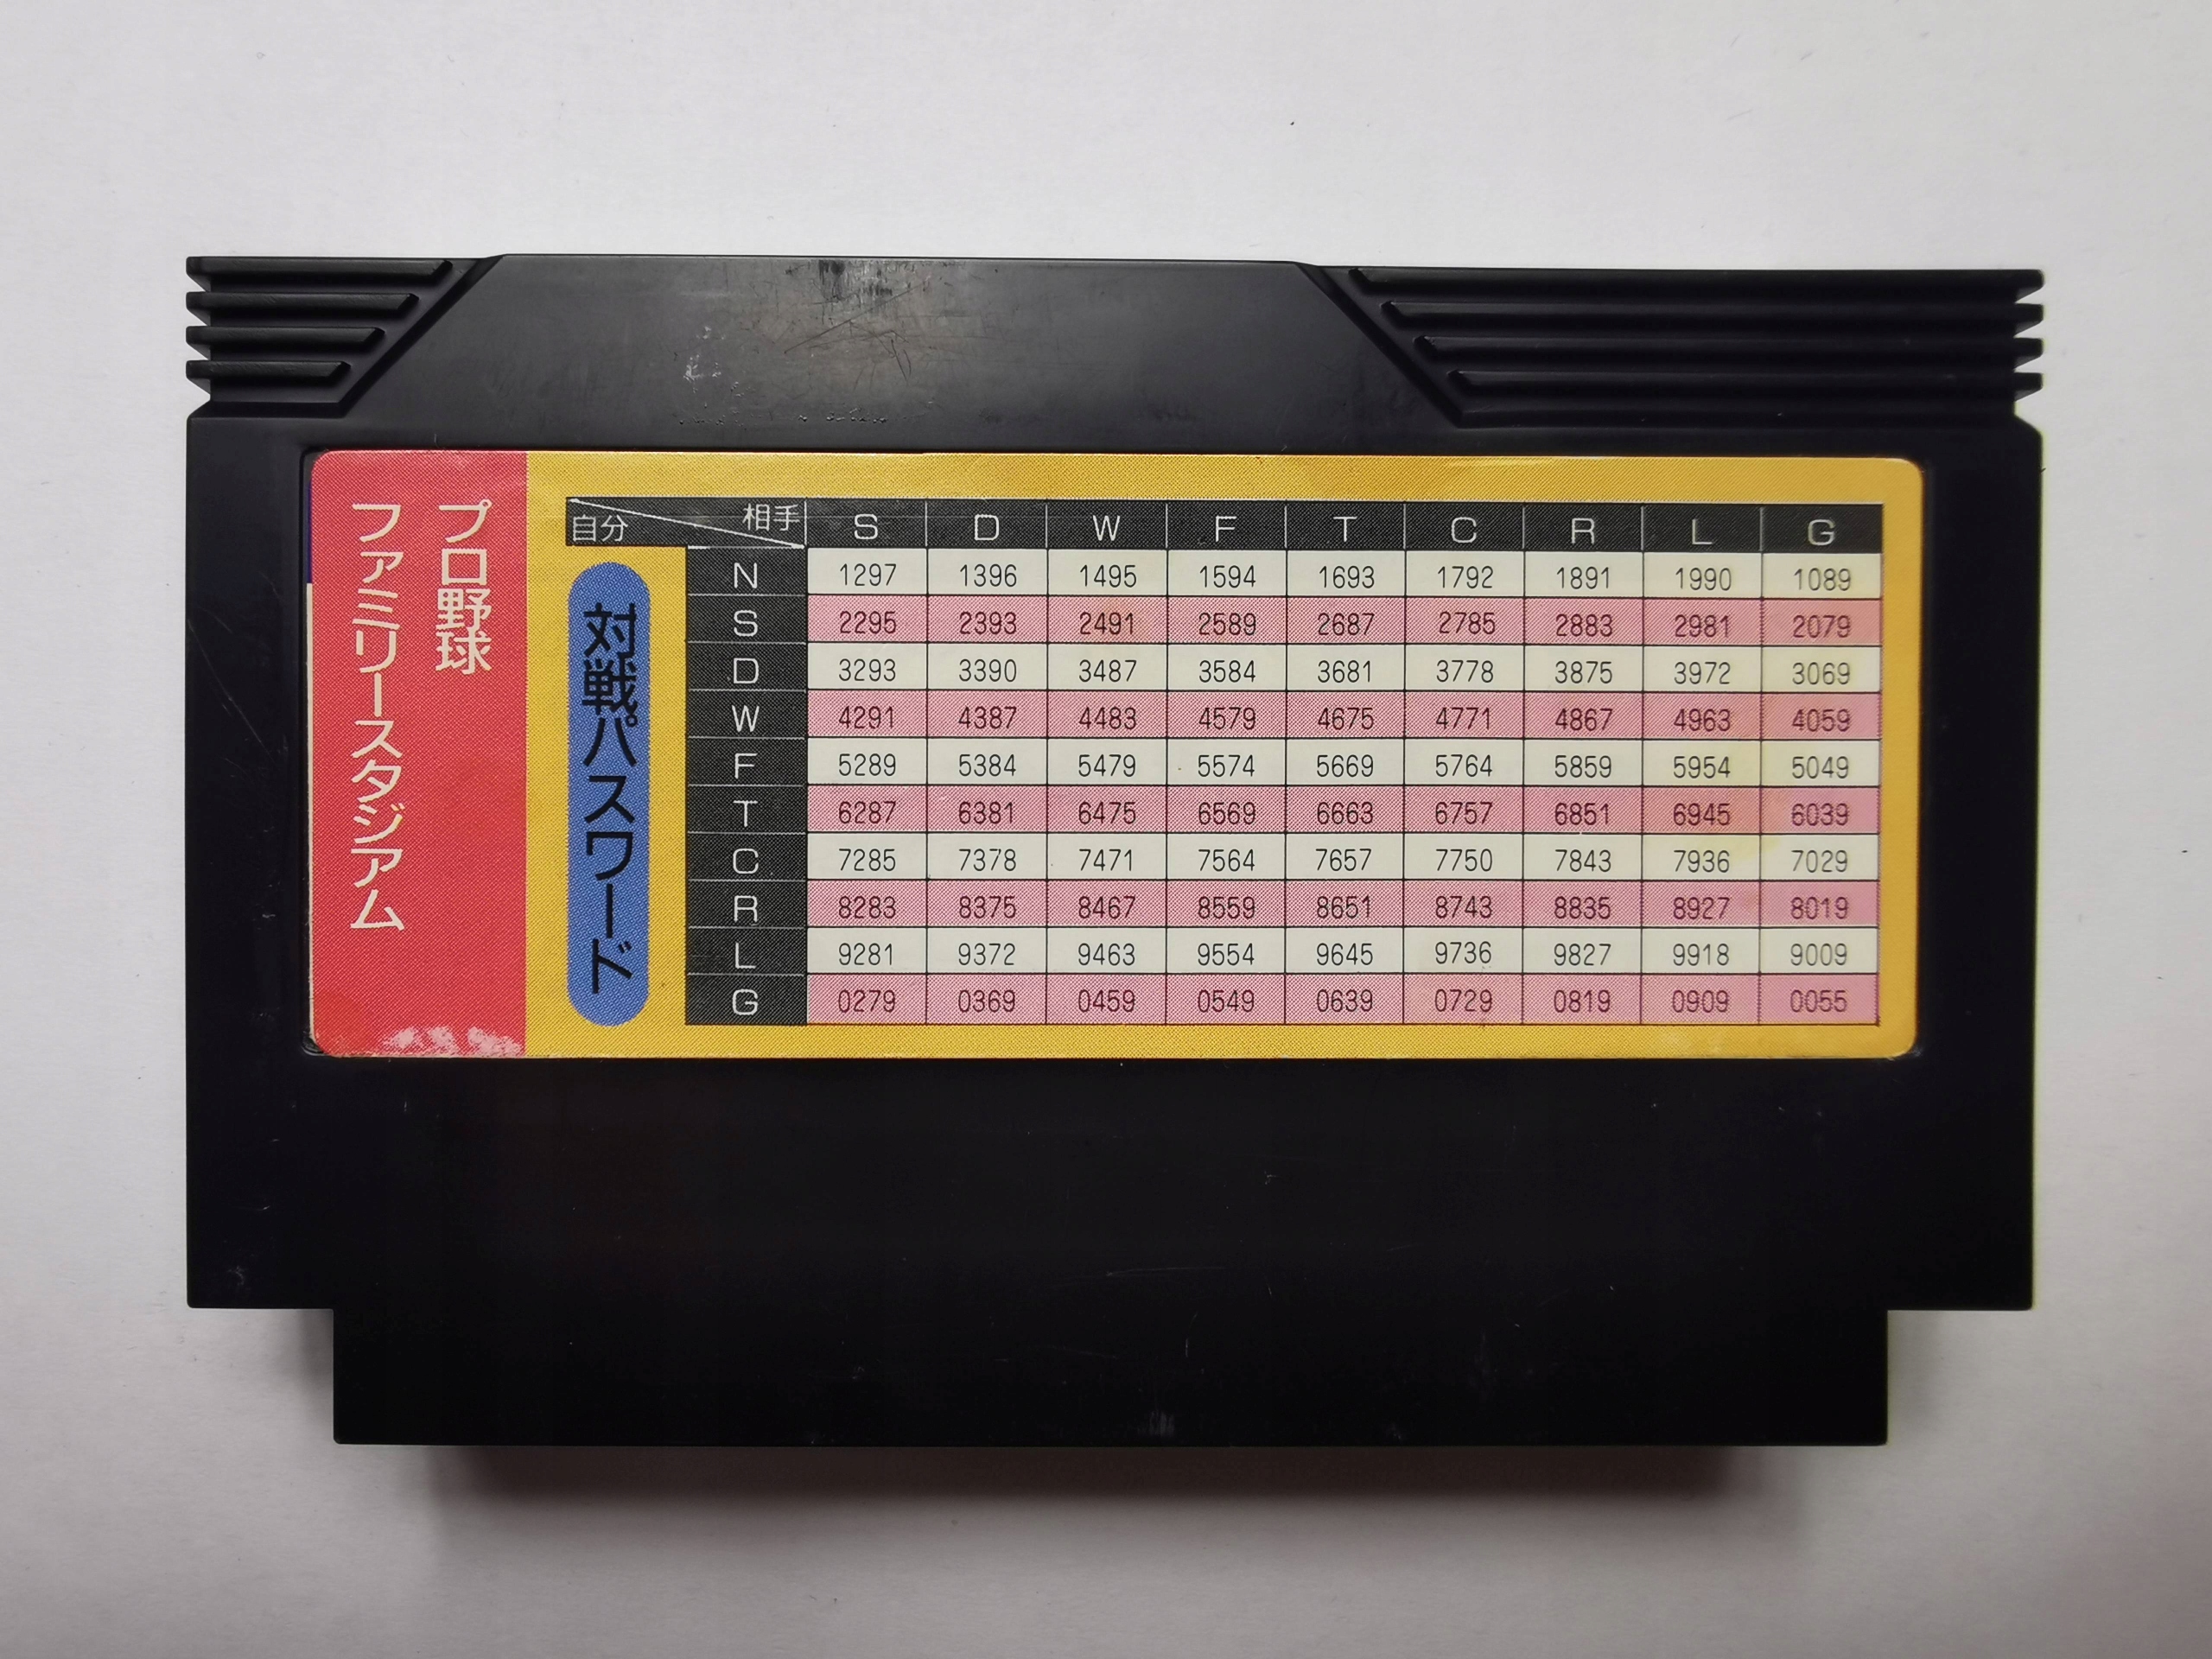 プロ野球
ファミリースタジアム
対戦パスワード
自分 相手 S D W F T C R L G
N 1297 1396 1495 1594 1693 1792 1891 1990 1089
S 2295 2393 2491 2589 2687 2785 2883 2981 2079
D 3293 3390 3487 3584 3681 3778 3875 3972 3069
W 4291 4387 4483 4579 4675 4771 4867 4963 4059
F 5289 5384 5479 5574 5669 5764 5859 5954 5049
T 6287 6381 6475 6569 6663 6757 6851 6945 6039
C 7285 7378 7471 7564 7657 7750 7843 7936 7029
R 8283 8375 8467 8559 8651 8743 8835 8927 8019
L 9281 9372 9463 9554 9645 9736 9827 9918 9009
G 0279 0369 0459 0549 0639 0729 0819 0909 0055